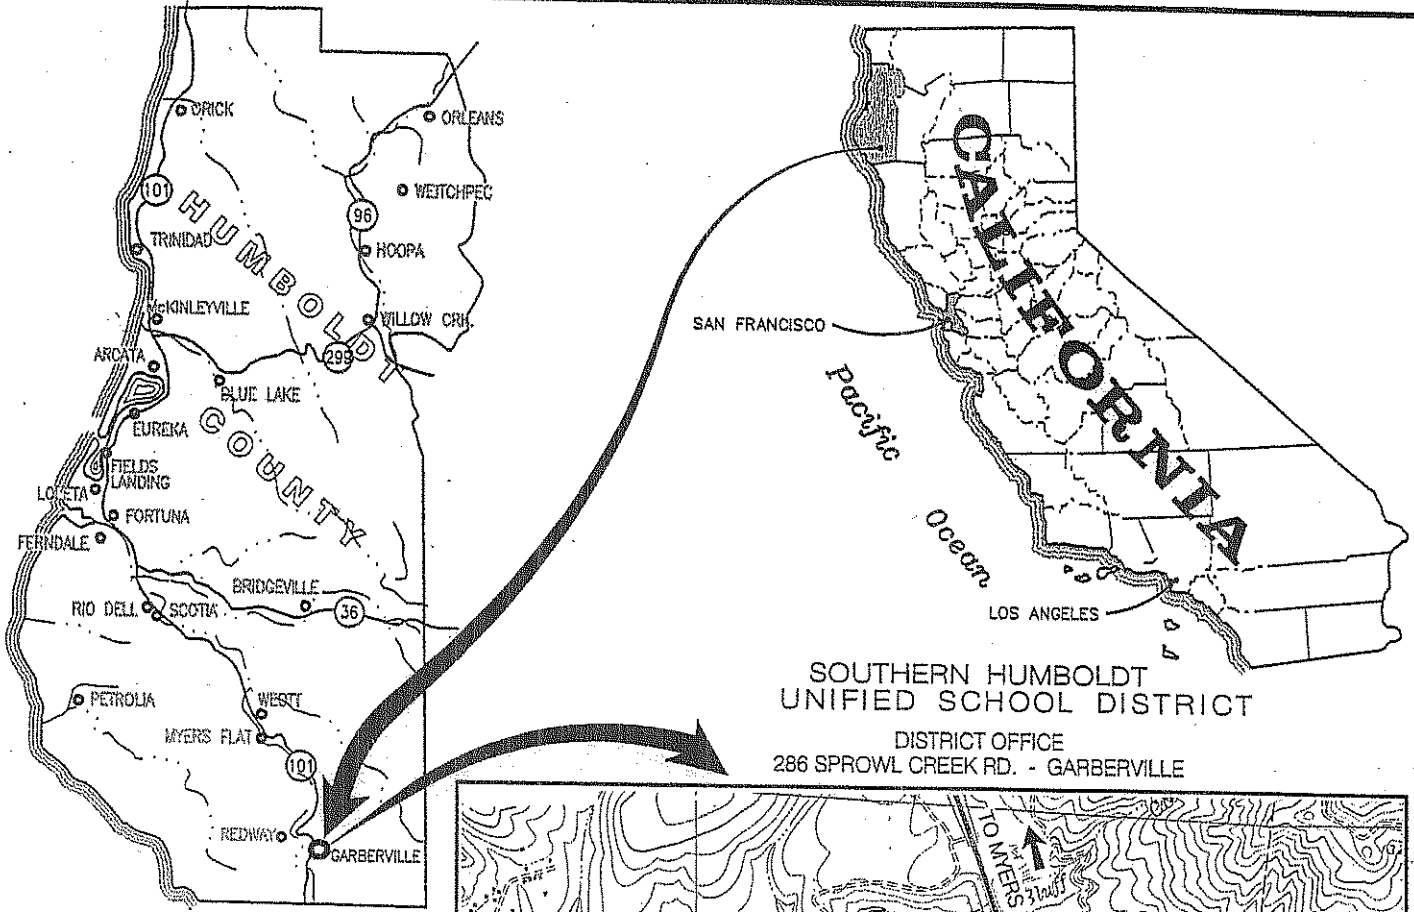 ORICK
ORLEANS
WEITCHPEC
101
96
HUMBOLDT
TRINIDAD
HOOPA
McKINLEYVILLE
WILLOW CRK.
ARCATA
299
BLUE LAKE
EUREKA
COUNTY
FIELDS
LANDING
LOLETA
FORTUNA
FERNDALE
BRIDGEVILLE
RIO DELL
SCOTIA
36
PETROLIA
WEOTT
MYERS FLAT
101
REDWAY
GARBERVILLE
CALIFORNIA
SAN FRANCISCO
Pacific
Ocean
LOS ANGELES
SOUTHERN HUMBOLDT
UNIFIED SCHOOL DISTRICT
DISTRICT OFFICE
286 SPROWL CREEK RD. - GARBERVILLE
TO MYERS